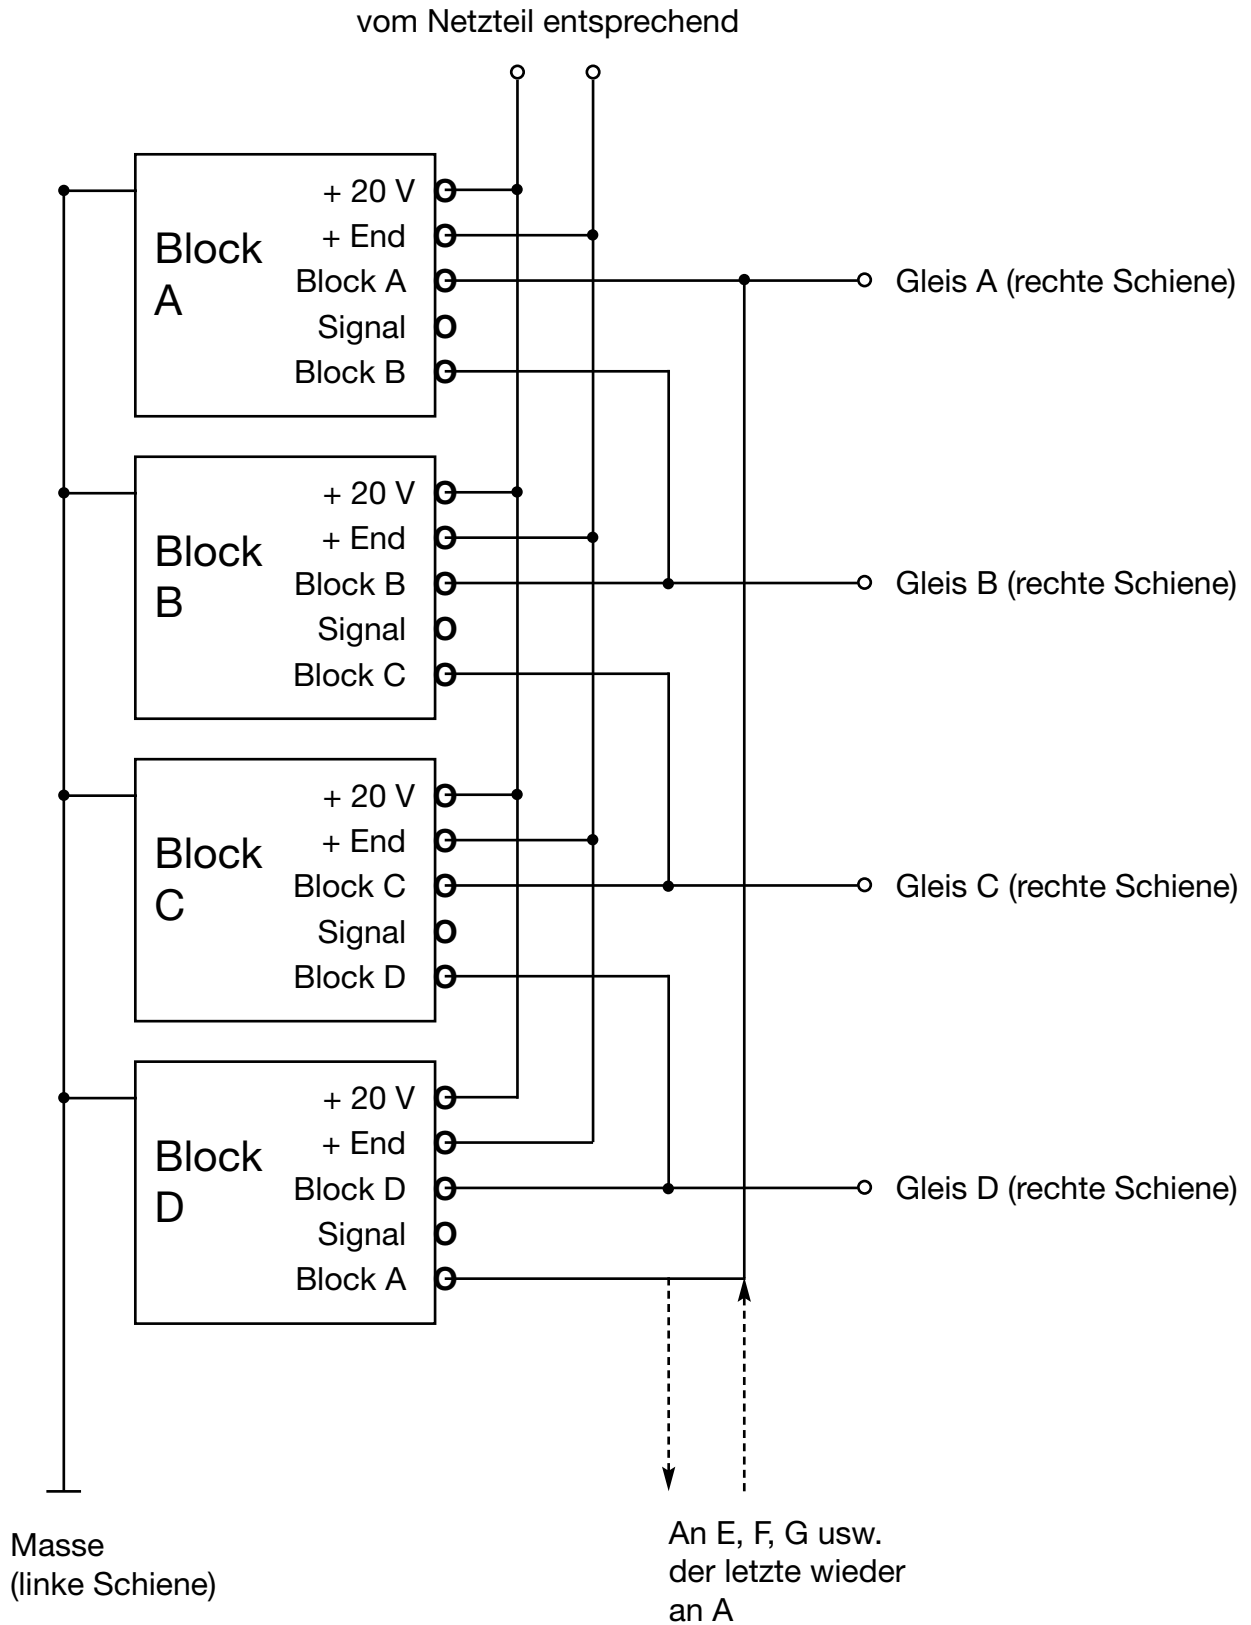 vom Netzteil entsprechend
Block
A
+ 20 V
+ End
Block A
Signal
Block B
Gleis A (rechte Schiene)
Block
B
+ 20 V
+ End
Block B
Signal
Block C
Gleis B (rechte Schiene)
Block
C
+ 20 V
+ End
Block C
Signal
Block D
Gleis C (rechte Schiene)
Block
D
+ 20 V
+ End
Block D
Signal
Block A
Gleis D (rechte Schiene)
Masse
(linke Schiene)
An E, F, G usw.
der letzte wieder
an A